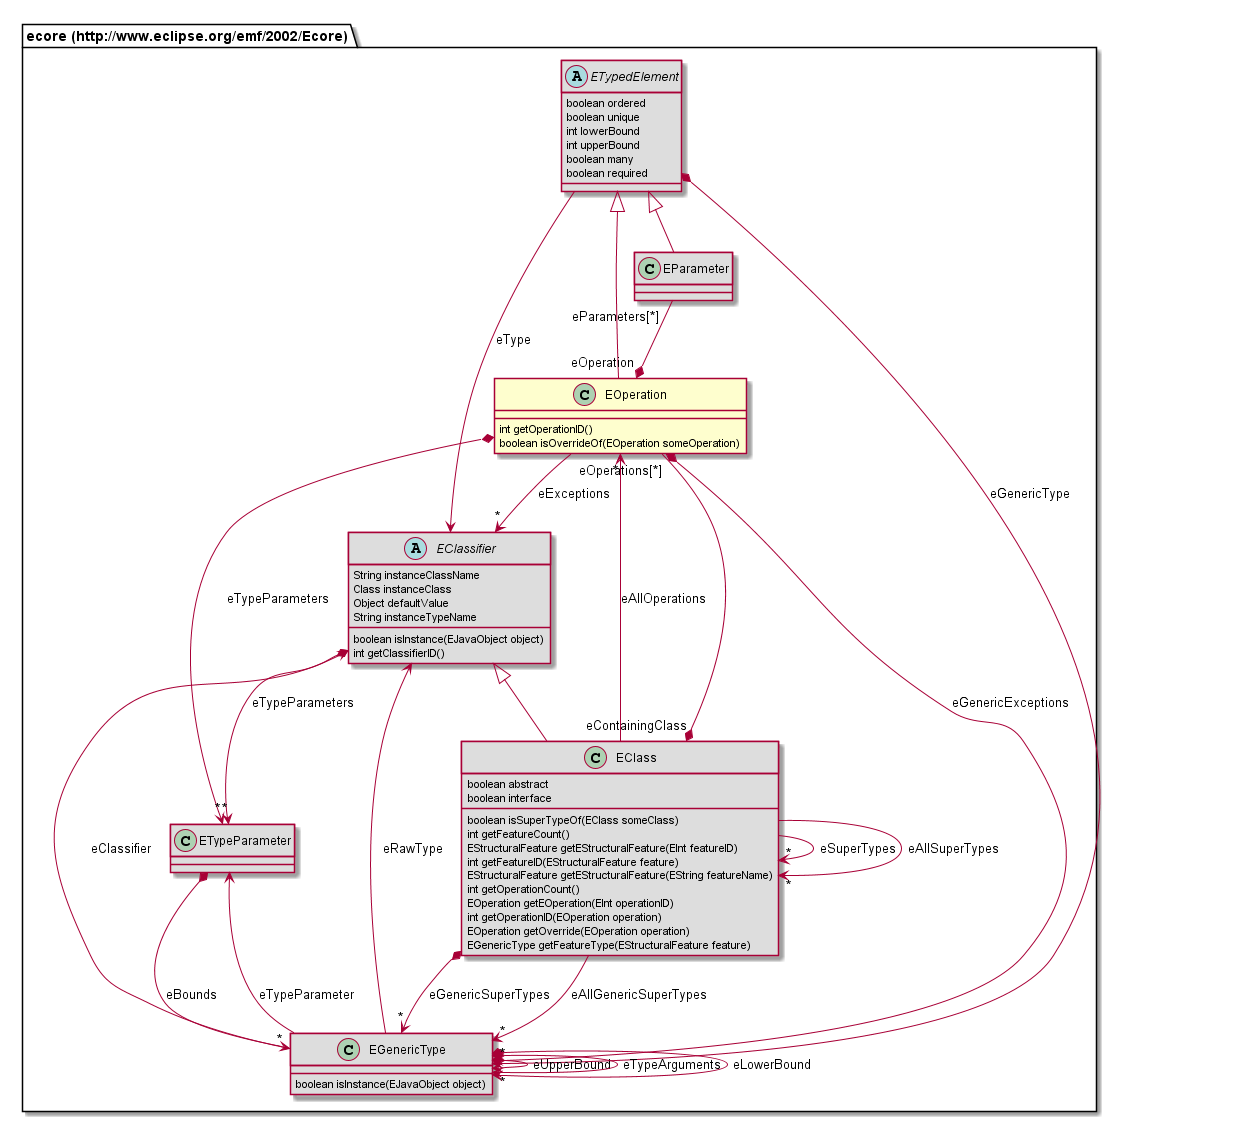 ecore (http://www.eclipse.org/emf/2002/Ecore)
A ETypedElement
boolean ordered
boolean unique
int lowerBound
int upperBound
boolean many
boolean required
C EParameter
eParameters[*]
eType
eOperation
C EOperation
int getOperationID()
boolean isOverrideOf(EOperation someOperation)
eOperations[*]
*
eExceptions
eGenericType
*
A EClassifier
String instanceClassName
Class instanceClass
Object defaultValue
String instanceTypeName
boolean isInstance(EJavaObject object)
int getClassifierID()
eTypeParameters
eAllOperations
eTypeParameters
eGenericExceptions
eContainingClass
C EClass
boolean abstract
boolean interface
boolean isSuperTypeOf(EClass someClass)
int getFeatureCount()
EStructuralFeature getEStructuralFeature(EInt featureID)
int getFeatureID(EStructuralFeature feature)
EStructuralFeature getEStructuralFeature(EString featureName)
int getOperationCount()
EOperation getEOperation(EInt operationID)
int getOperationID(EOperation operation)
EOperation getOverride(EOperation operation)
EGenericType getFeatureType(EStructuralFeature feature)
* *
C ETypeParameter
eClassifier
eRawType
* eSuperTypes
eAllSuperTypes
*
eBounds
eTypeParameter
eGenericSuperTypes
eAllGenericSuperTypes
*
*
*
C EGenericType
boolean isInstance(EJavaObject object)
*
eUpperBound
eTypeArguments
eLowerBound
*